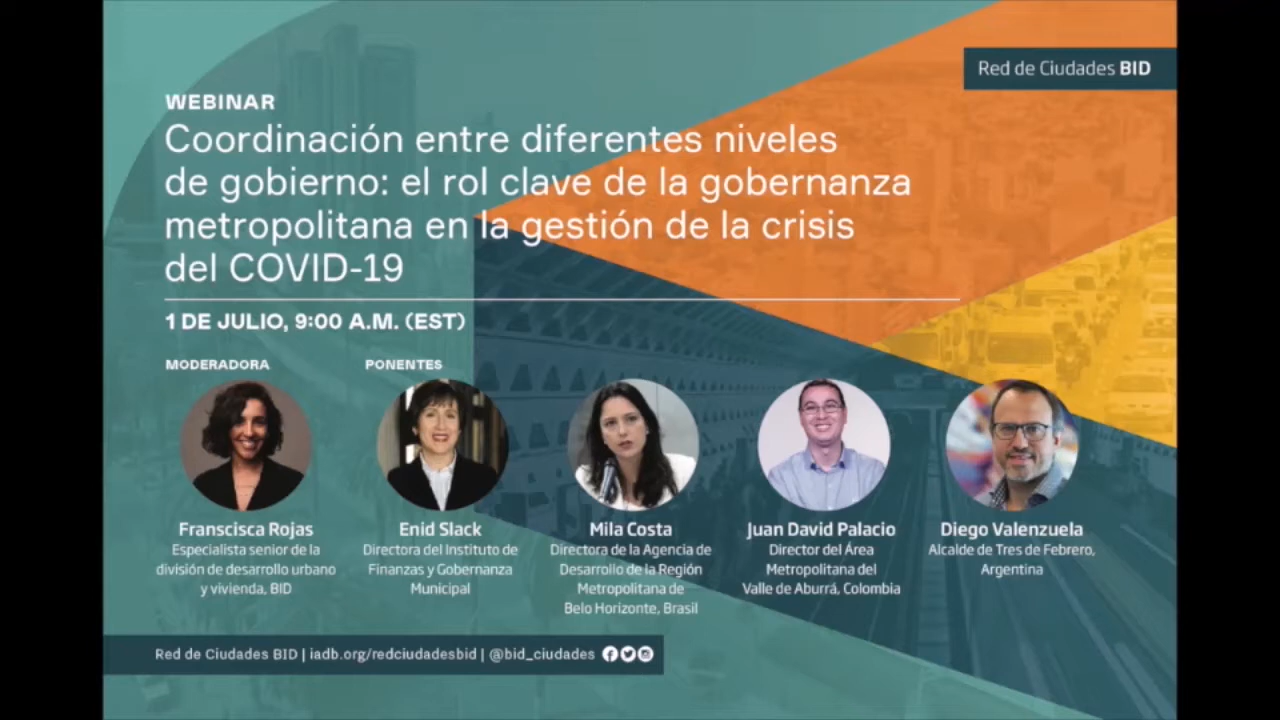 Red de Ciudades BID
WEBINAR
Coordinación entre diferentes niveles
de gobierno: el rol clave de la gobernanza
metropolitana en la gestión de la crisis
del COVID-19
1 DE JULIO, 9:00 A.M. (EST)
MODERADORA
Franscisca Rojas
Especialista senior de la
división de desarrollo urbano
y vivienda, BID
PONENTES
Enid Slack
Directora del Instituto de
Finanzas y Gobernanza
Municipal
Mila Costa
Directora de la Agencia de
Desarrollo de la Región
Metropolitana de
Belo Horizonte, Brasil
Juan David Palacio
Director del Área
Metropolitana del
Valle de Aburrá, Colombia
Diego Valenzuela
Alcalde de Tres de Febrero,
Argentina
Red de Ciudades BID | iadb.org/redciudadesbid | @bid_ciudades